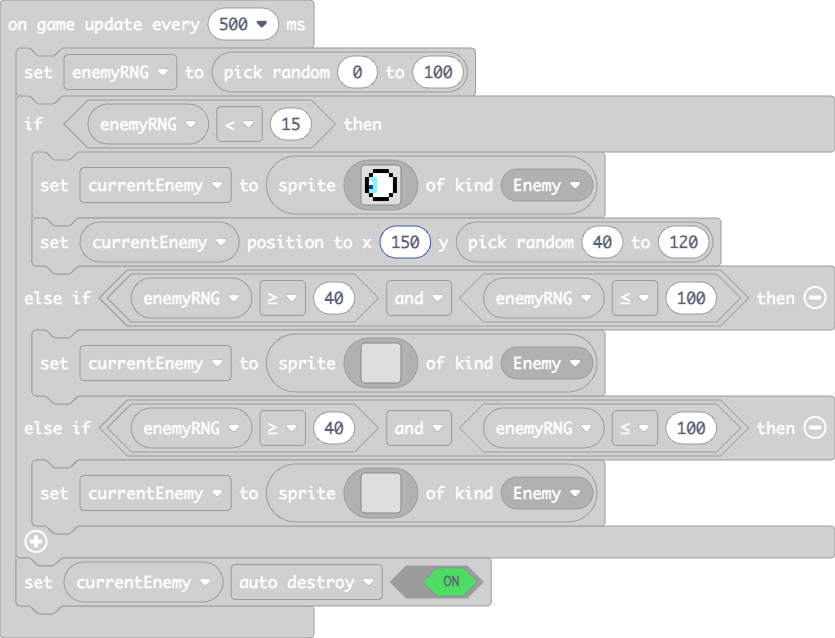 on game update every 500 ms
set enemyRNG to pick random 0 to 100
if enemyRNG < 15 then
set currentEnemy to sprite of kind Enemy
set currentEnemy position to x 150 y pick random 40 to 120
else if enemyRNG ≥ 40 and enemyRNG ≤ 100 then
set currentEnemy to sprite of kind Enemy
else if enemyRNG ≥ 40 and enemyRNG ≤ 100 then
set currentEnemy to sprite of kind Enemy
set currentEnemy auto destroy ON